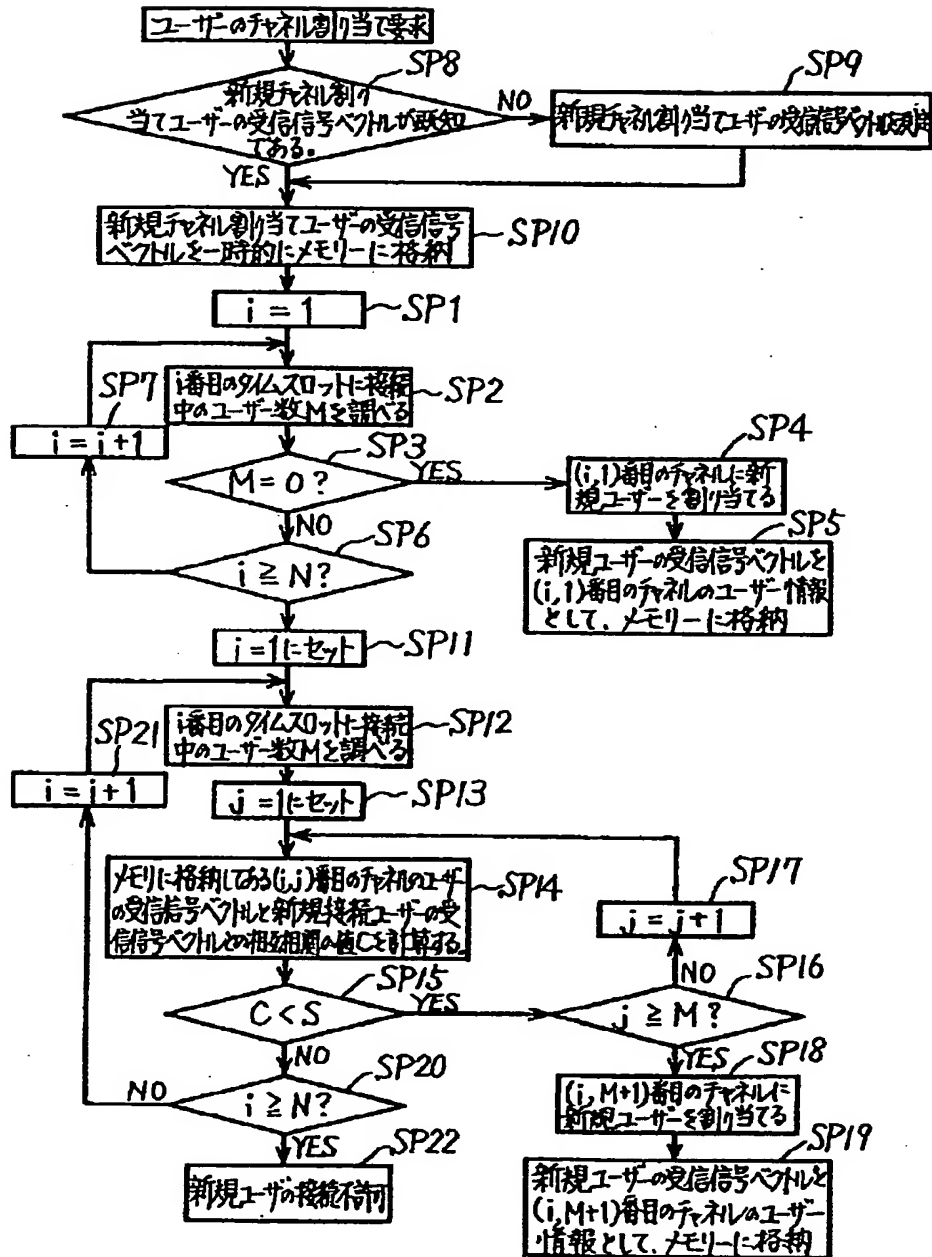 ユーザーのチャネル割り当て要求
SP8
新規チャネル割り
当てユーザーの受信信号ベクトルが既知
である。
NO
YES
SP9
新規チャネル割り当てユーザーの受信信号ベクトル
新規チャネル割り当てユーザーの受信信号
ベクトルを一時的にメモリーに格納
SP10
i = 1
SP1
SP7
i = i+1
i番目のタイムスロットに接続
中のユーザー数Mを調べる
SP2
SP3
M = 0 ?
YES
NO
SP4
(i,1)番目のチャネルに新
規ユーザーを割り当てる
SP5
新規ユーザーの受信信号ベクトルを
(i,1)番目のチャネルのユーザー情報
として、メモリーに格納
SP6
i ≧ N?
i=1にセット
SP11
SP21
i = i+1
i番目のタイムスロットに接続
中のユーザー数Mを調べる
SP12
j =1にセット
SP13
メモリに格納してある(i,j)番目のチャネルのユーザ
の受信信号ベクトルと新規接続ユーザーの受
信信号ベクトルとの相互相関の値Cを計算する。
SP14
SP17
j = j+1
SP15
C < S
YES
NO
NO
SP16
j ≧ M?
YES
SP18
(i, M+1)番目のチャネルに
新規ユーザーを割り当てる
SP19
新規ユーザーの受信信号ベクトルを
(i,M+1)番目のチャネルのユーザー
情報として、メモリーに格納
SP20
NO
i ≧ N?
YES
SP22
新規ユーザの接続不許可